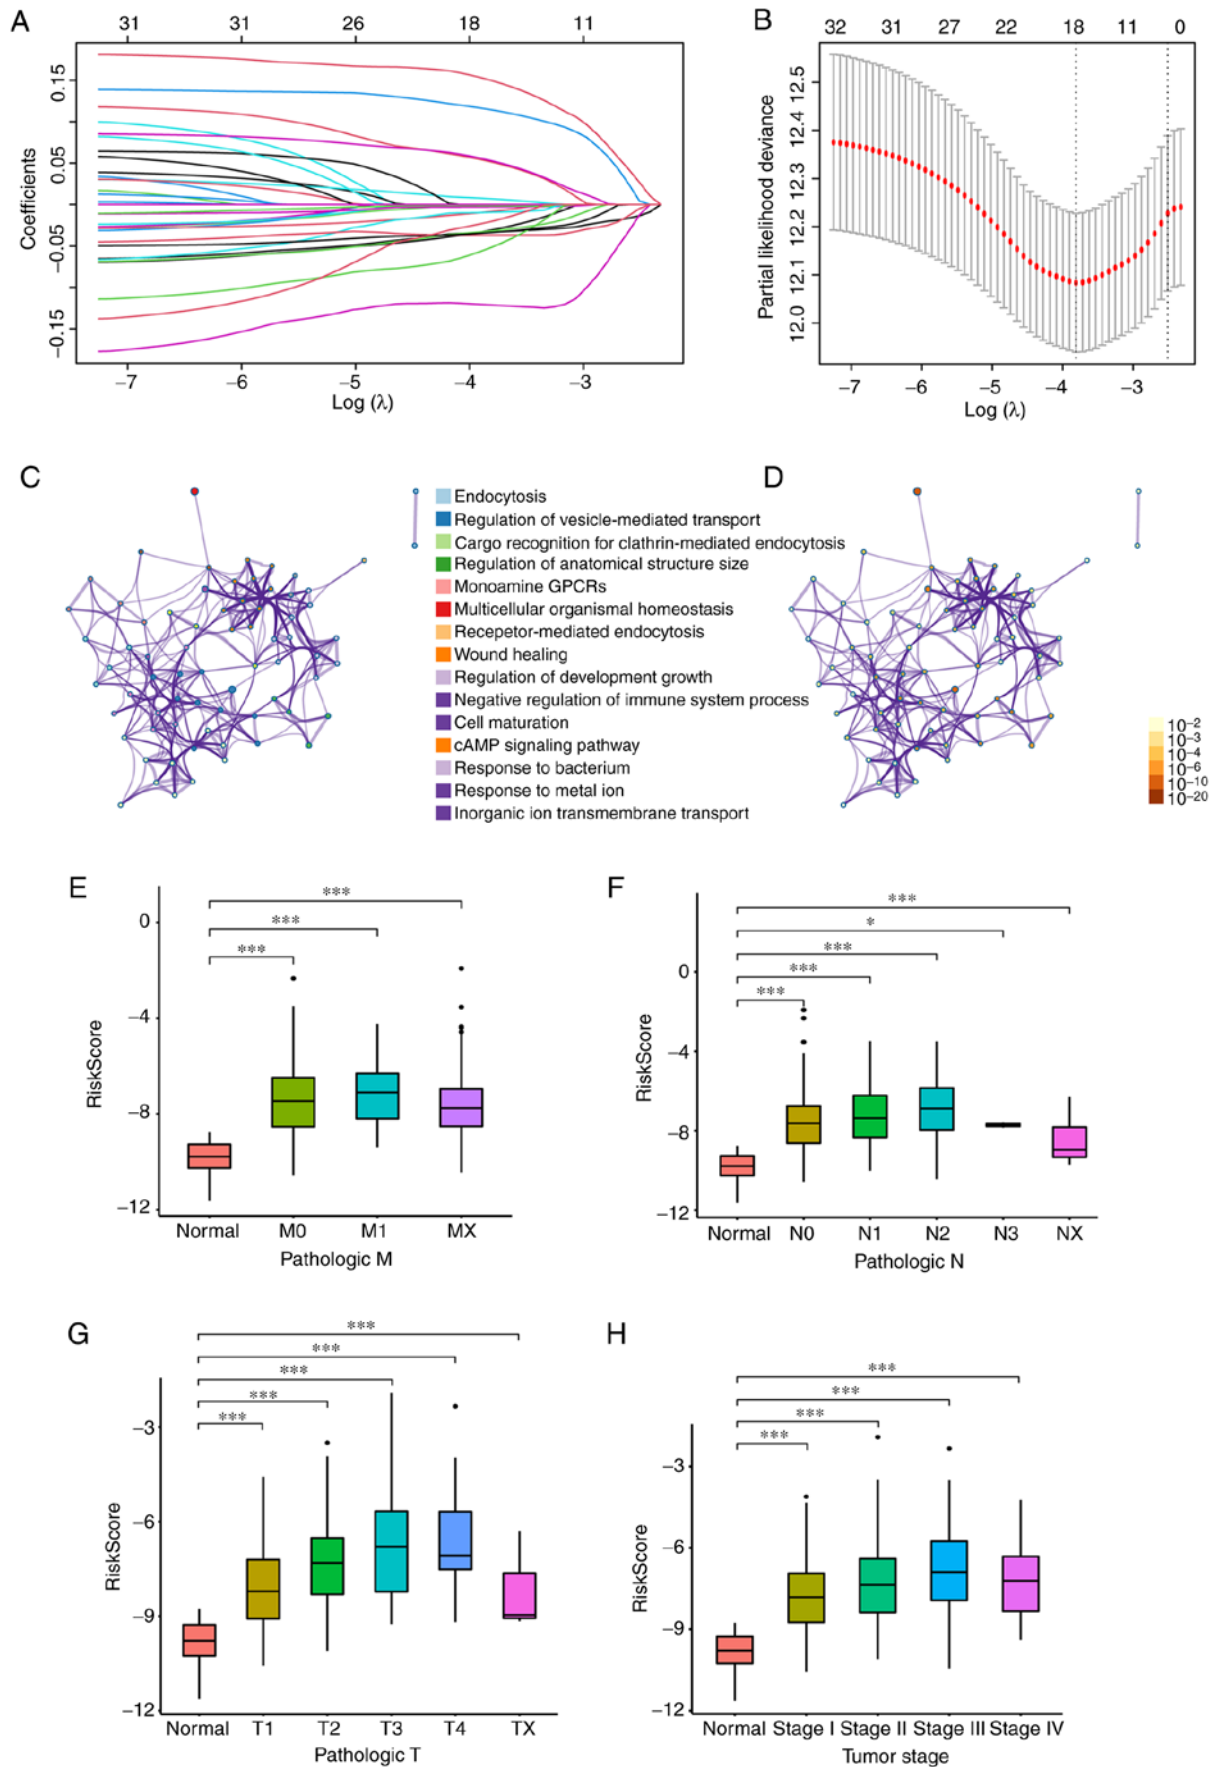 A
31 31 26 18 11
Coefficients
0.15
0.05
−0.05
−0.15
−7 −6 −5 −4 −3
Log (λ)
B
32 31 27 22 18 11 0
Partial likelihood deviance
12.5
12.4
12.3
12.2
12.1
12.0
−7 −6 −5 −4 −3
Log (λ)
C
Endocytosis
Regulation of vesicle-mediated transport
Cargo recognition for clathrin-mediated endocytosis
Regulation of anatomical structure size
Monoamine GPCRs
Multicellular organismal homeostasis
Recepetor-mediated endocytosis
Wound healing
Regulation of development growth
Negative regulation of immune system process
Cell maturation
cAMP signaling pathway
Response to bacterium
Response to metal ion
Inorganic ion transmembrane transport
D
10−2
10−3
10−4
10−6
10−10
10−20
E
***
***
***
RiskScore
0
−4
−8
−12
Normal M0 M1 MX
Pathologic M
F
***
*
***
***
***
RiskScore
0
−4
−8
−12
Normal N0 N1 N2 N3 NX
Pathologic N
G
***
***
***
***
***
RiskScore
−3
−6
−9
−12
Normal T1 T2 T3 T4 TX
Pathologic T
H
***
***
***
***
RiskScore
−3
−6
−9
−12
Normal Stage I Stage II Stage III Stage IV
Tumor stage